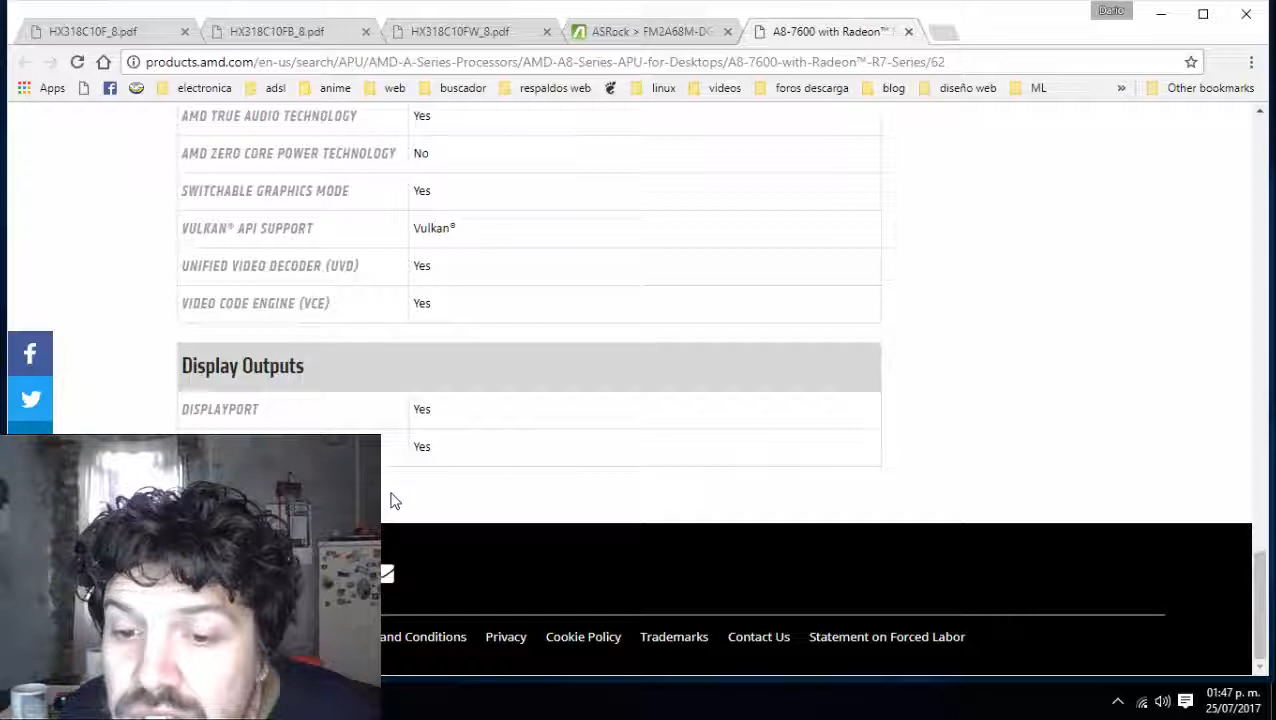 Dario
HX318C10F_8.pdf
HX318C10FB_8.pdf
HX318C10FW_8.pdf
ASRock > FM2A68M-DG
A8-7600 with Radeon™
products.amd.com/en-us/search/APU/AMD-A-Series-Processors/AMD-A8-Series-APU-for-Desktops/A8-7600-with-Radeon™-R7-Series/62
Apps electronica adsl anime web buscador respaldos web linux videos foros descarga blog diseño web ML » Other bookmarks
AMD TRUE AUDIO TECHNOLOGY Yes
AMD ZERO CORE POWER TECHNOLOGY No
SWITCHABLE GRAPHICS MODE Yes
VULKAN® API SUPPORT Vulkan®
UNIFIED VIDEO DECODER (UVD) Yes
VIDEO CODE ENGINE (VCE) Yes
Display Outputs
DISPLAYPORT Yes
Yes
and Conditions Privacy Cookie Policy Trademarks Contact Us Statement on Forced Labor
01:47 p. m.
25/07/2017